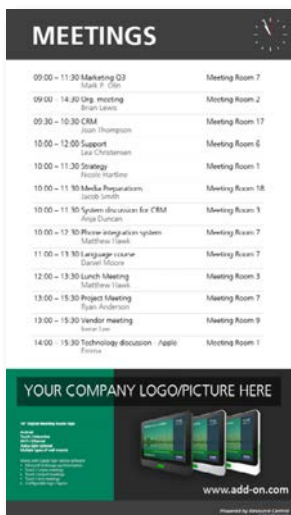 MEETINGS
09:00 – 11:30 Marketing Q3 Meeting Room 7
Mark P. Olin
09:00 - 14:30 Org. meeting Meeting Room 2
Brian Lewis
09:30 – 10:30 CRM Meeting Room 17
Joan Thompson
10:00 – 12:00 Support Meeting Room 6
Lea Christensen
10:00 – 11:30 Strategy Meeting Room 1
Nicole Hartline
10:00 – 11:30 Media Preparations Meeting Room 18
Jacob Smith
10:00 – 11:30 System discussion for CRM Meeting Room 3
Anja Duncan
10:00 – 12:30 Phone integration system Meeting Room 7
Matthew Hawk
11:00 – 13:30 Language course Meeting Room 7
Daniel Moore
12:00 – 13:30 Lunch Meeting Meeting Room 3
Matthew Hawk
13:00 – 15:30 Project Meeting Meeting Room 7
Ryan Anderson
13:00 – 15:30 Vendor meeting Meeting Room 9
14:00 - 15:30 Technology discussion - Apple Meeting Room 1
Emma
YOUR COMPANY LOGO/PICTURE HERE
www.add-on.com
Powered by Resource Central